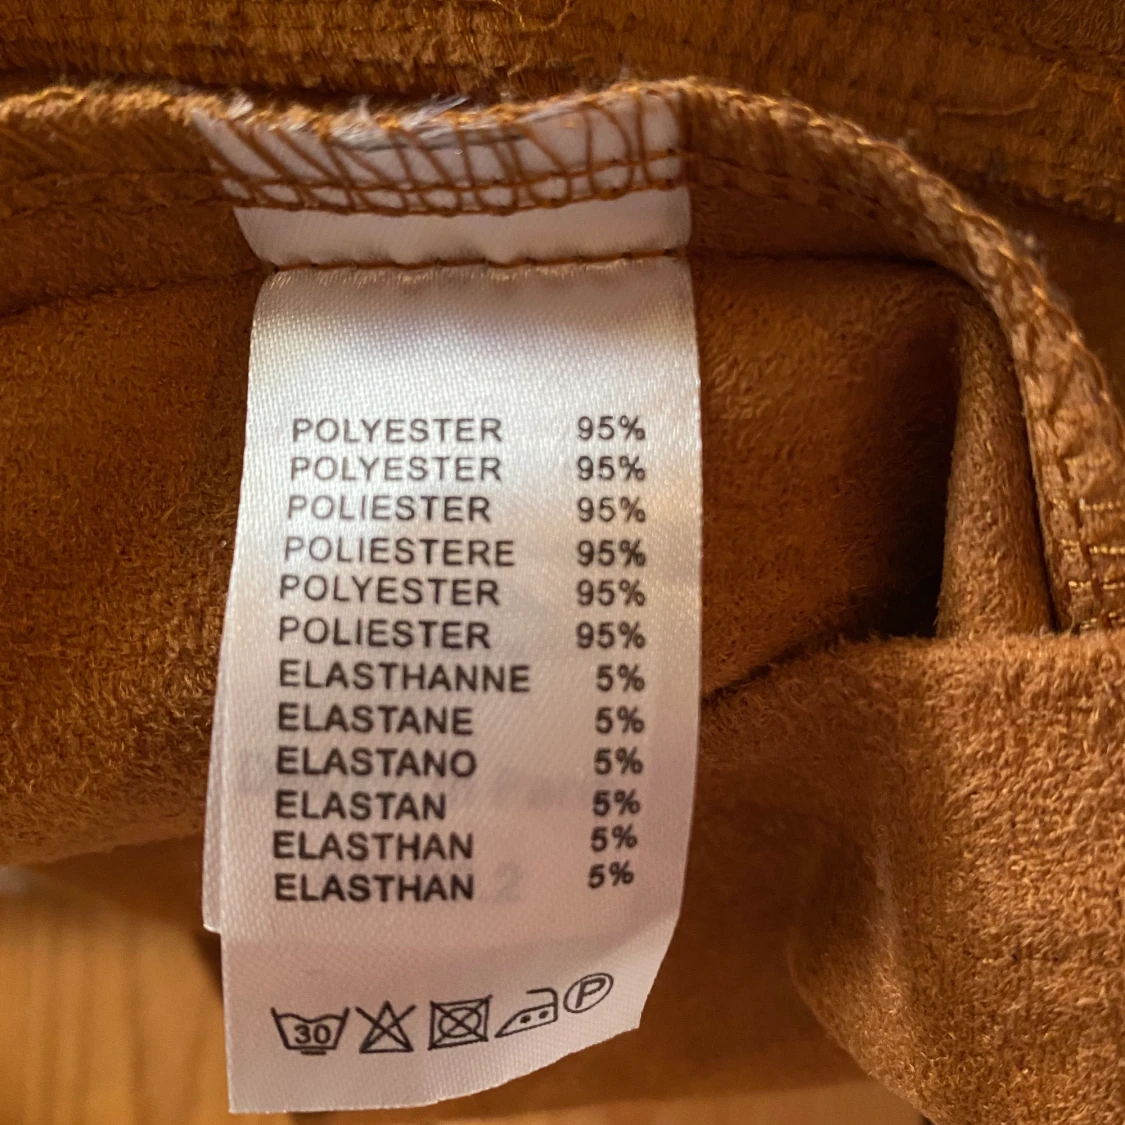 POLYESTER 95%
POLYESTER 95%
POLIESTER 95%
POLIESTERE 95%
POLYESTER 95%
POLIESTER 95%
ELASTHANNE 5%
ELASTANE 5%
ELASTANO 5%
ELASTAN 5%
ELASTHAN 5%
ELASTHAN 5%
30 P